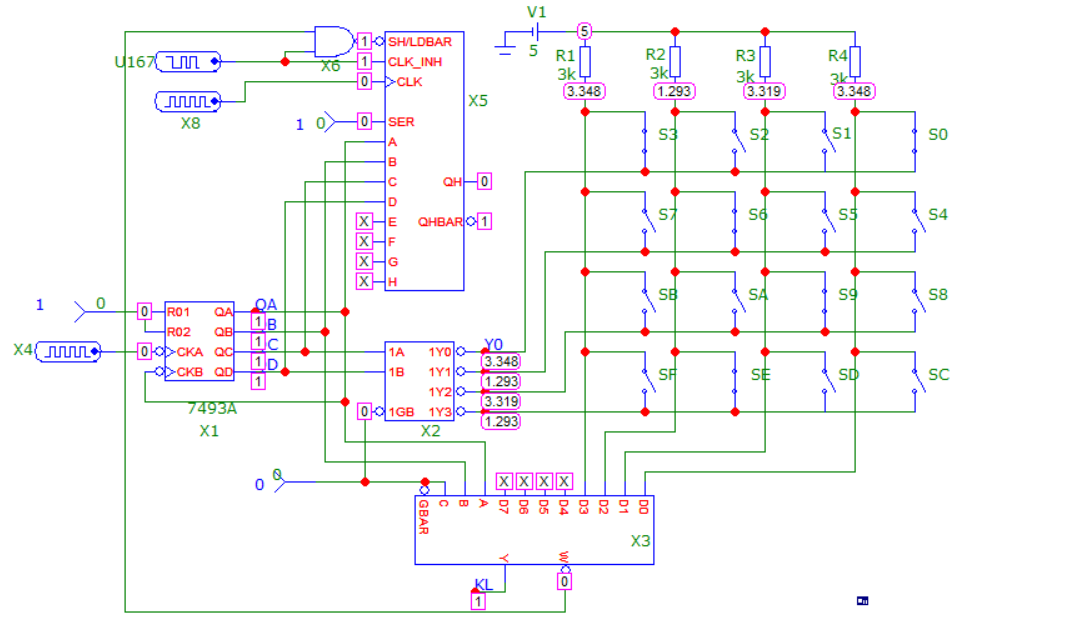 V1
5
5
R1
3k
3.348
R2
3k
1.293
R3
3k
3.319
R4
3k
3.348
U167
X6
X8
1 SH/LDBAR
1 CLK_INH
0 CLK
X5
1 0 0 SER
A
B
C
D
QH 0
QHBAR 1
X E
X F
X G
X H
S3 S2 S1 S0
S7 S6 S5 S4
SB SA S9 S8
SF SE SD SC
1 0 0 R01
R02
X4 0 CKA
CKB
QA QA
1
QB B
1
QC C
1
QD D
1
7493A
X1
1A
1B
0 1GB
1Y0 Y0
3.348
1Y1
1.293
1Y2
3.319
1Y3
1.293
X2
0 0
X X X X
GBAR C B A D7 D6 D5 D4 D3 D2 D1 D0
X3
Y W
KL
1
0